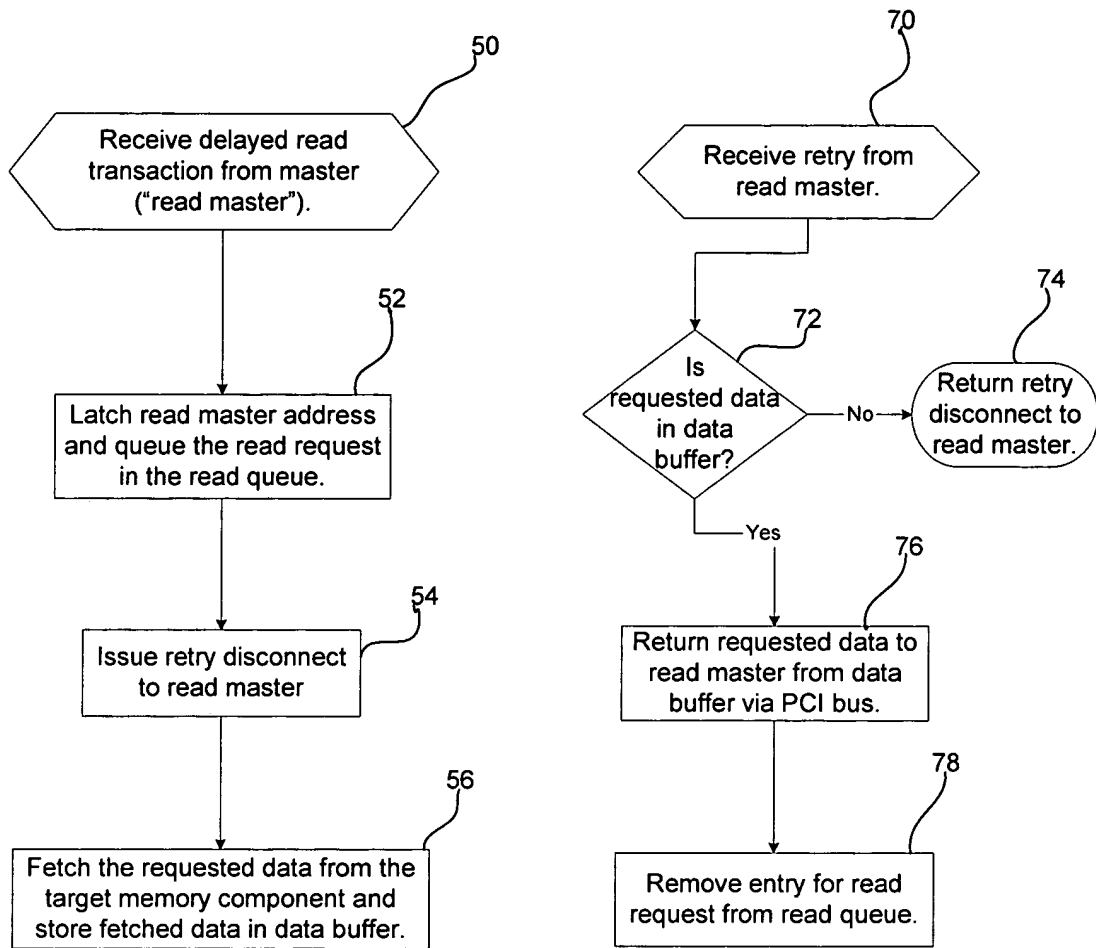 50
Receive delayed read
transaction from master
(“read master”).
52
Latch read master address
and queue the read request
in the read queue.
54
Issue retry disconnect
to read master
56
Fetch the requested data from the
target memory component and
store fetched data in data buffer.
70
Receive retry from
read master.
72
Is
requested data
in data
buffer?
No
74
Return retry
disconnect to
read master.
Yes
76
Return requested data to
read master from data
buffer via PCI bus.
78
Remove entry for read
request from read queue.